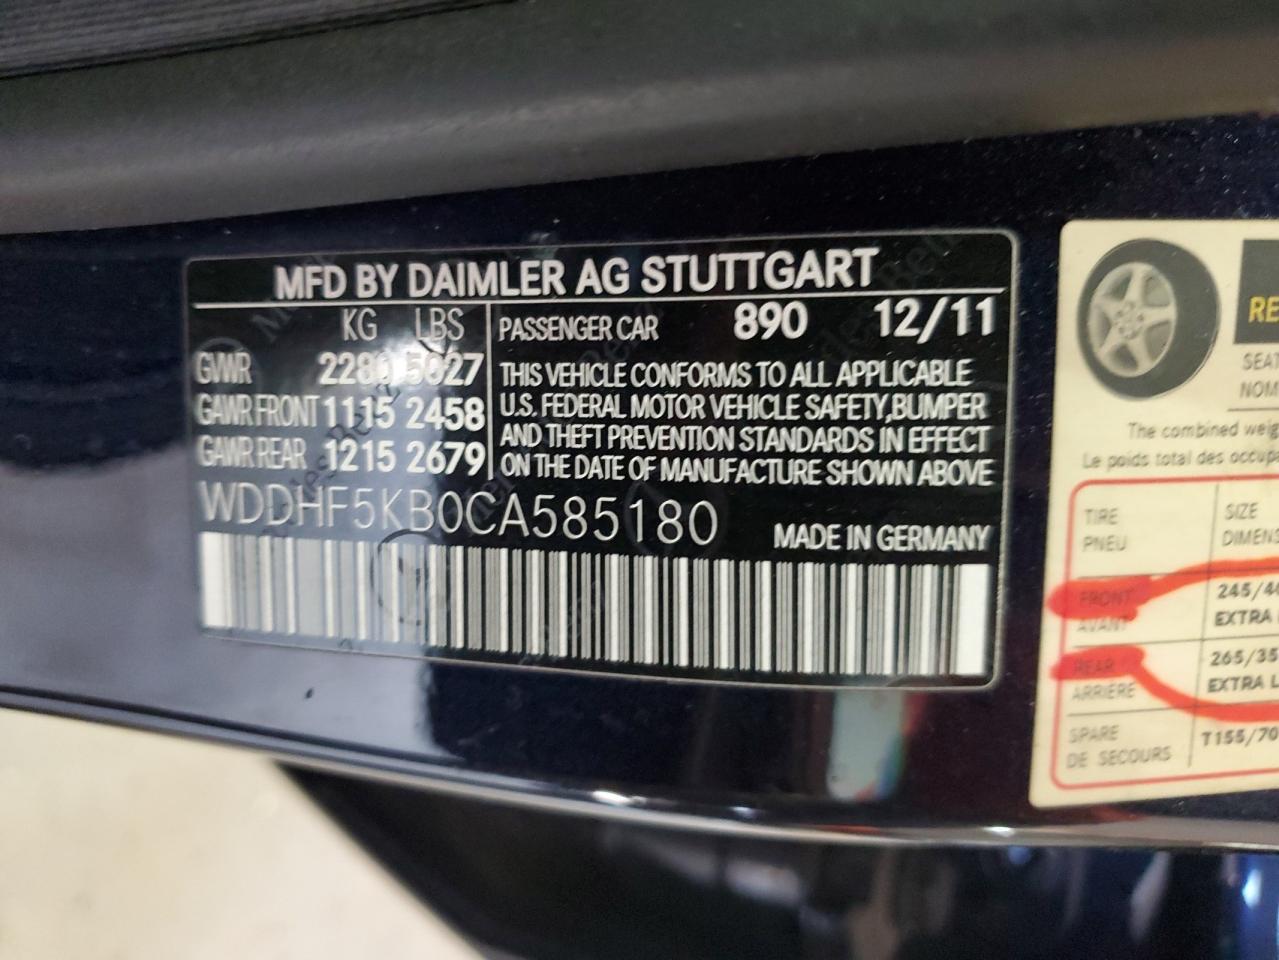 MFD BY DAIMLER AG STUTTGART
KG LBS
GVWR 2280 5027
GAWR FRONT 1115 2458
GAWR REAR 1215 2679
PASSENGER CAR 890 12/11
THIS VEHICLE CONFORMS TO ALL APPLICABLE
U.S. FEDERAL MOTOR VEHICLE SAFETY,BUMPER
AND THEFT PREVENTION STANDARDS IN EFFECT
ON THE DATE OF MANUFACTURE SHOWN ABOVE
WDDHF5KB0CA585180
MADE IN GERMANY
RE
SEAT
NOM
The combined weig
Le poids total des occupa
TIRE SIZE
PNEU DIMENS
FRONT 245/40
AVANT EXTRA
REAR 265/35
ARRIÈRE EXTRA L
SPARE T155/70
DE SECOURS